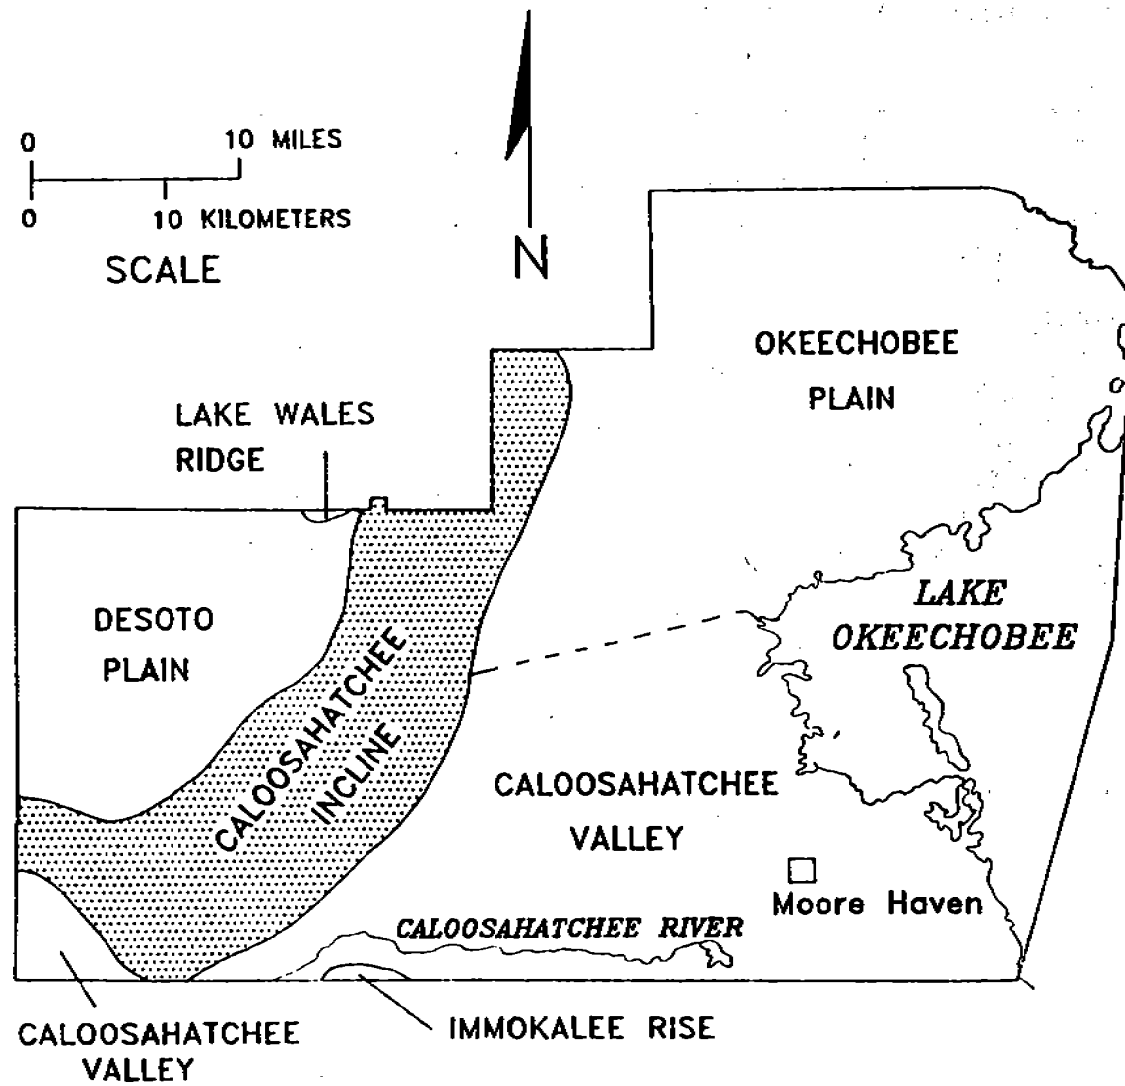 0 10 MILES
0 10 KILOMETERS
SCALE
N
OKEECHOBEE
PLAIN
LAKE WALES
RIDGE
DESOTO
PLAIN
CALOOSAHATCHEE
INCLINE
LAKE
OKEECHOBEE
CALOOSAHATCHEE
VALLEY
Moore Haven
CALOOSAHATCHEE RIVER
CALOOSAHATCHEE
VALLEY
IMMOKALEE RISE